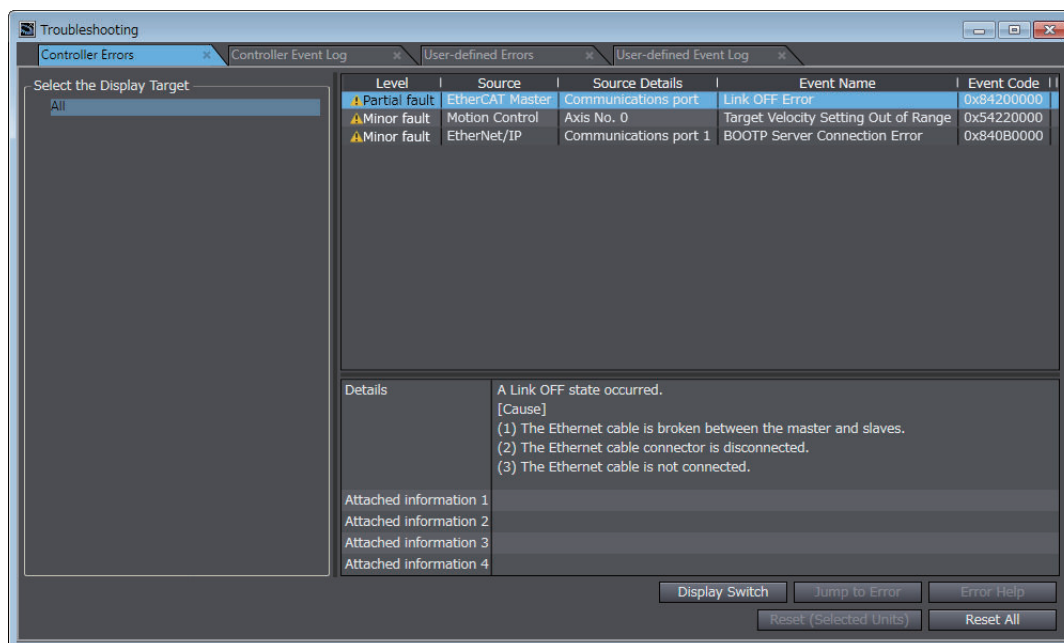 Troubleshooting
Controller Errors × Controller Event Log × User-defined Errors × User-defined Event Log ×
Select the Display Target
All
Level Source Source Details Event Name Event Code
Partial fault EtherCAT Master Communications port Link OFF Error 0x84200000
Minor fault Motion Control Axis No. 0 Target Velocity Setting Out of Range 0x54220000
Minor fault EtherNet/IP Communications port 1 BOOTP Server Connection Error 0x840B0000
Details A Link OFF state occurred.
[Cause]
(1) The Ethernet cable is broken between the master and slaves.
(2) The Ethernet cable connector is disconnected.
(3) The Ethernet cable is not connected.
Attached information 1
Attached information 2
Attached information 3
Attached information 4
Display Switch Jump to Error Error Help
Reset (Selected Units) Reset All